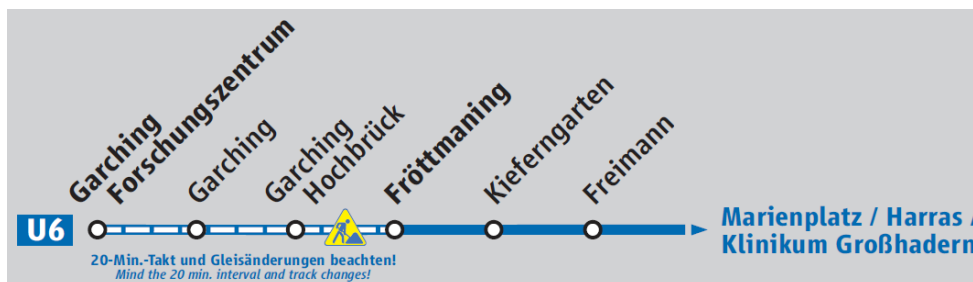 Garching
Forschungszentrum
Garching
Garching
Hochbrück
Fröttmaning
Kieferngarten
Freimann
U6
Marienplatz / Harras /
Klinikum Großhadern
20-Min.-Takt und Gleisänderungen beachten!
Mind the 20 min. interval and track changes!